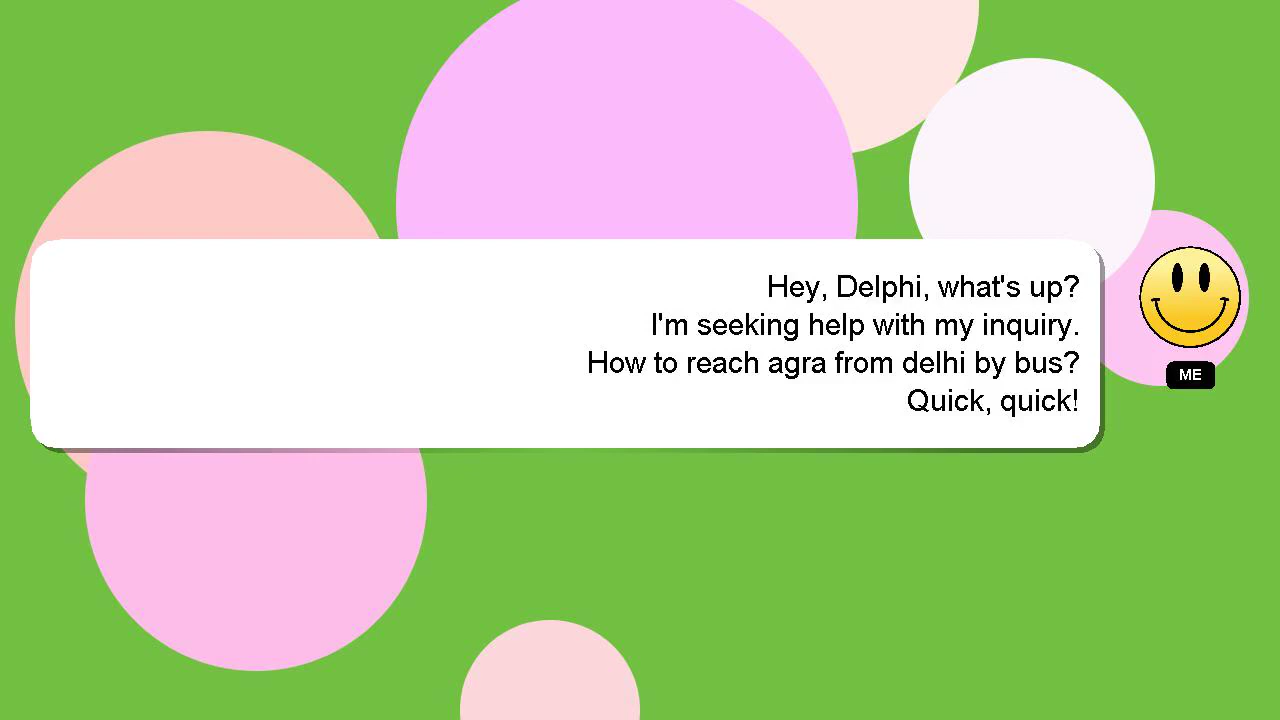 Hey, Delphi, what's up?
I'm seeking help with my inquiry.
How to reach agra from delhi by bus?
Quick, quick!
ME